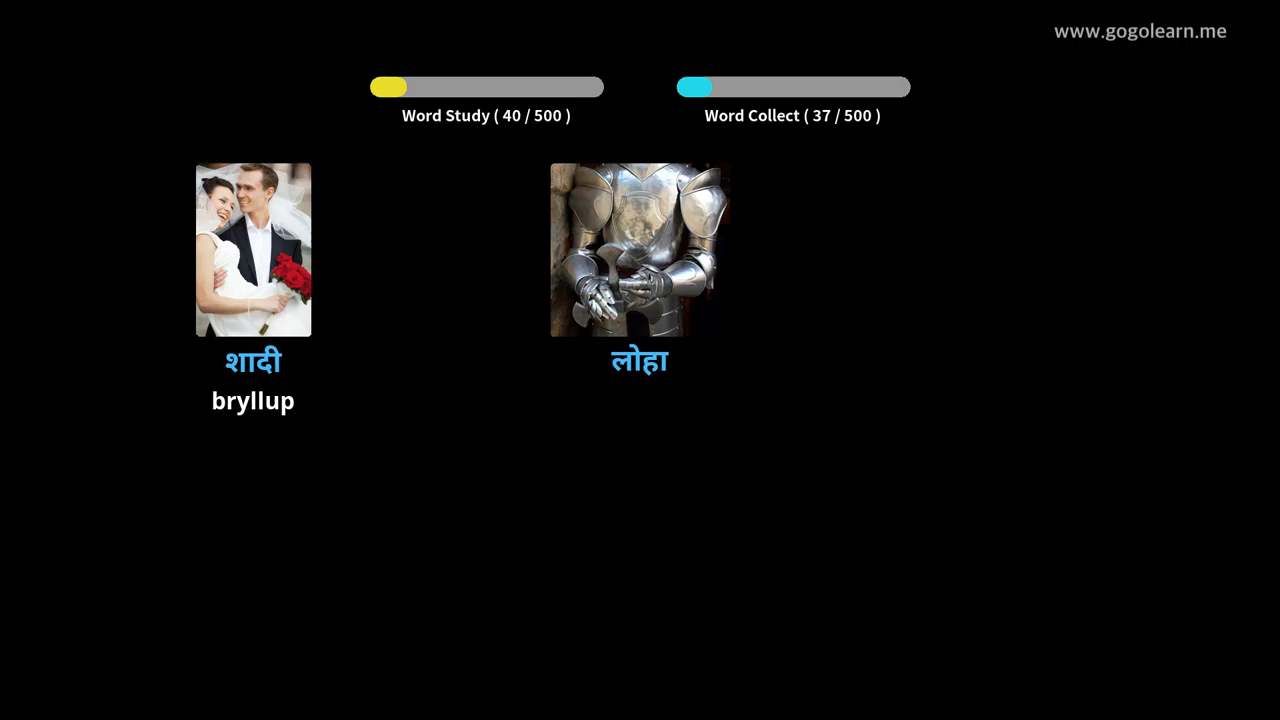 www.gogolearn.me
Word Study ( 40 / 500 )
Word Collect ( 37 / 500 )
शादी
लोहा
bryllup